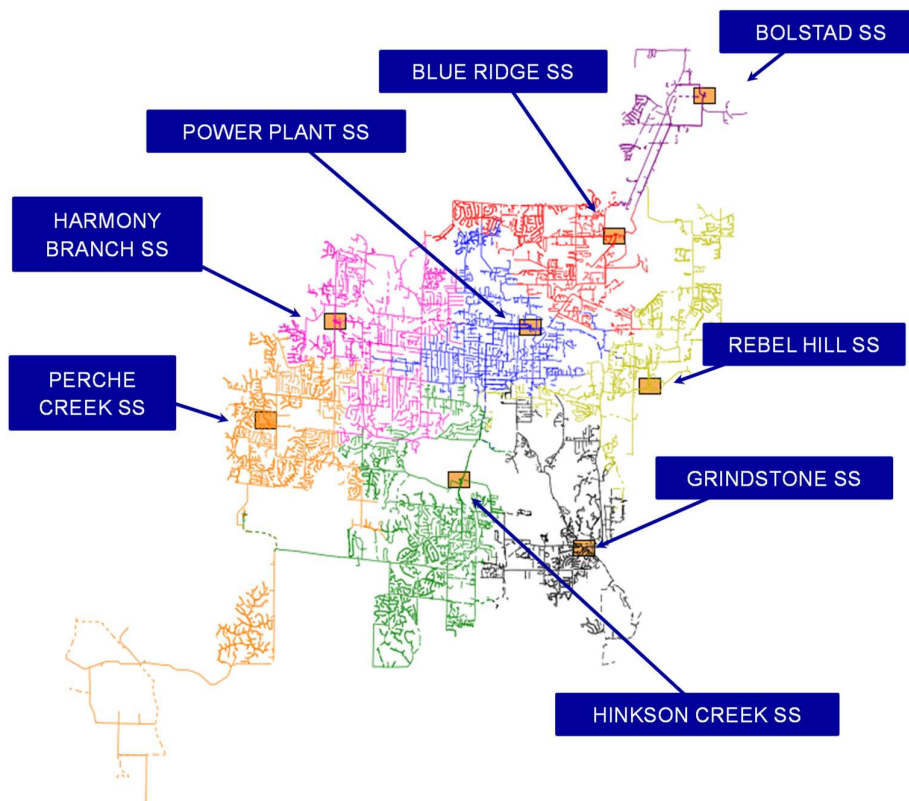 BOLSTAD SS
BLUE RIDGE SS
POWER PLANT SS
HARMONY
BRANCH SS
REBEL HILL SS
PERCHE
CREEK SS
GRINDSTONE SS
HINKSON CREEK SS